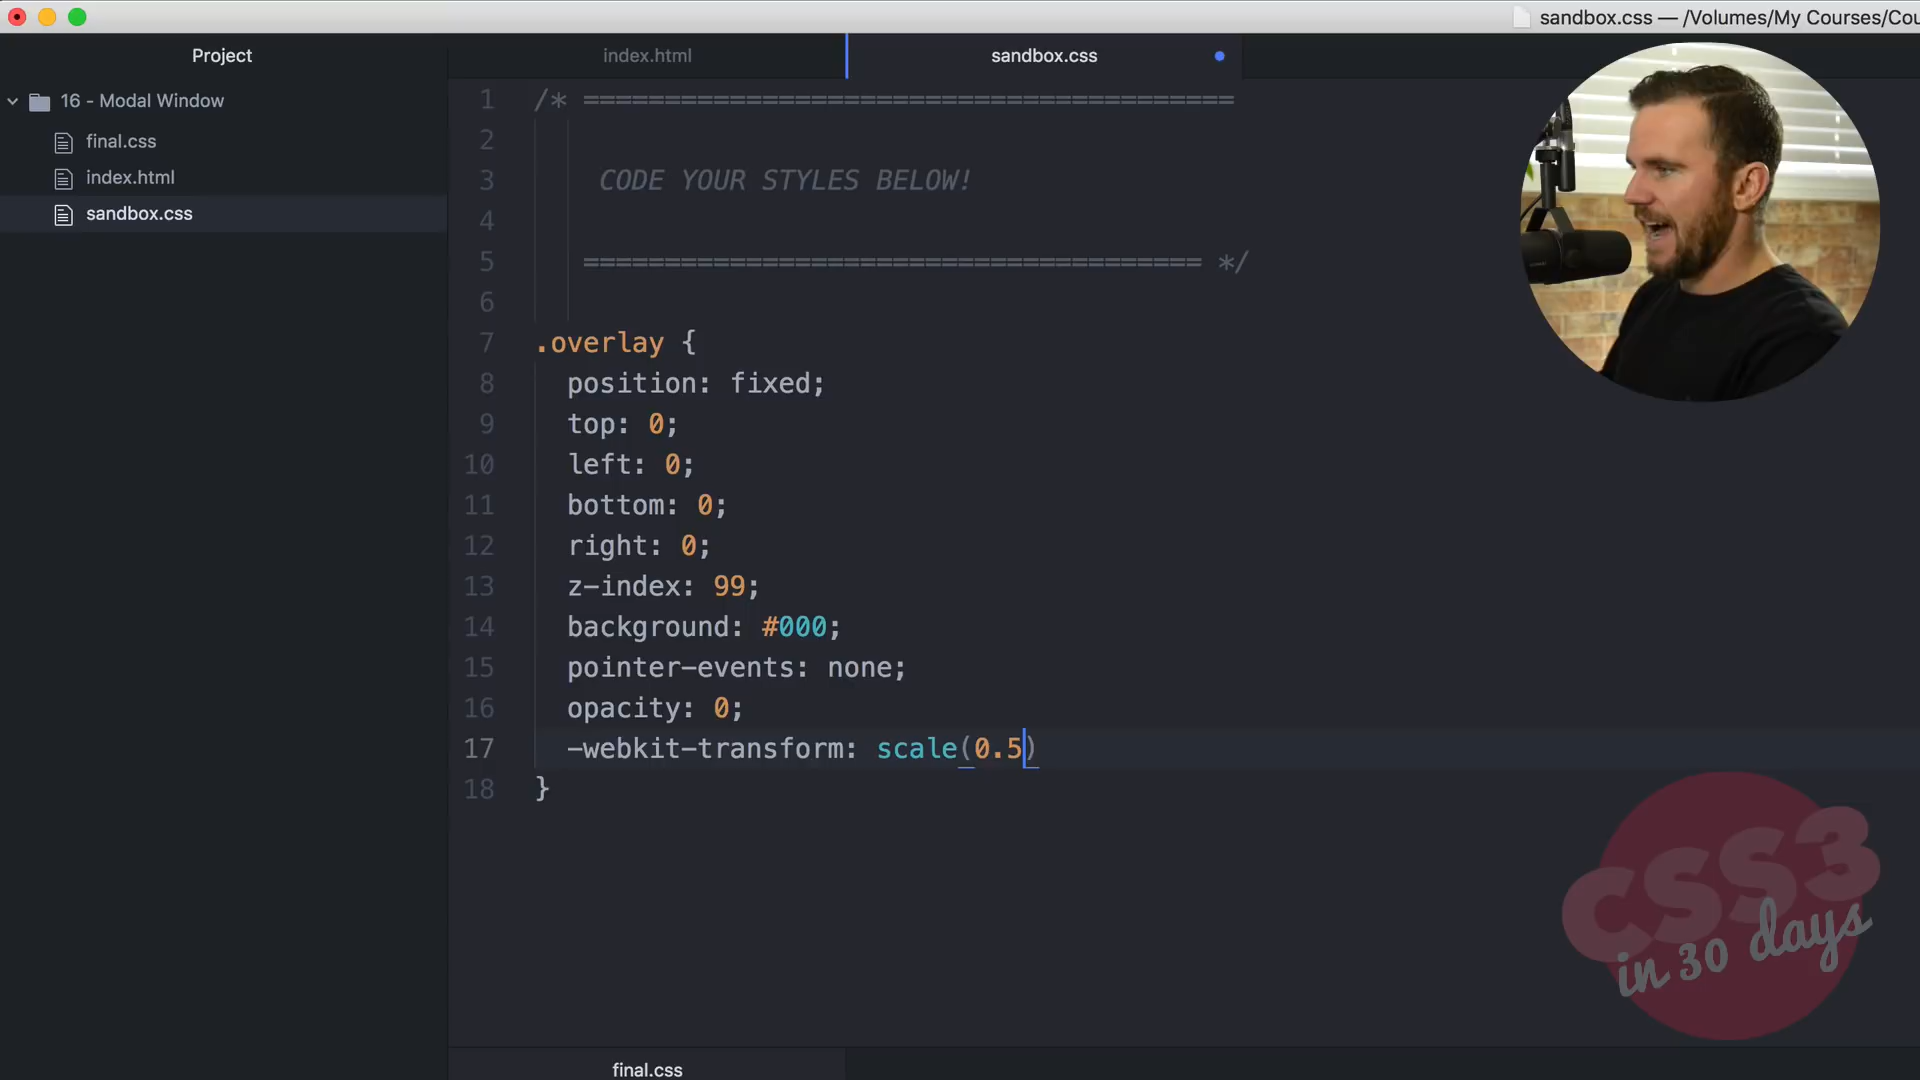 sandbox.css — /Volumes/My Courses/Cou
Project
index.html
sandbox.css
16 - Modal Window
final.css
index.html
sandbox.css
1 /* ========================================
2
3 CODE YOUR STYLES BELOW!
4
5 ====================================== */
6
7 .overlay {
8 position: fixed;
9 top: 0;
10 left: 0;
11 bottom: 0;
12 right: 0;
13 z-index: 99;
14 background: #000;
15 pointer-events: none;
16 opacity: 0;
17 -webkit-transform: scale(0.5)
18 }
CSS3
in 30 days
final.css